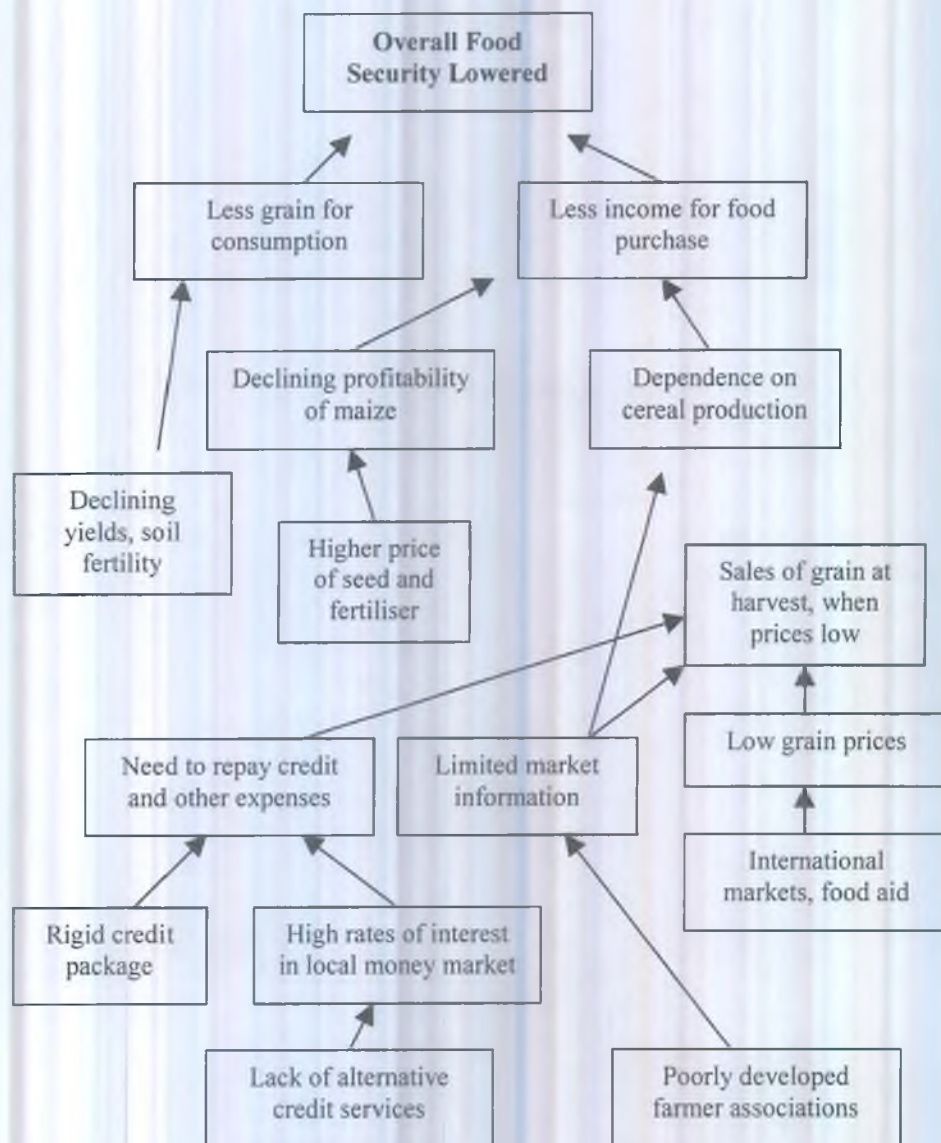 Overall Food
Security Lowered
Less grain for
consumption
Less income for food
purchase
Declining profitability
of maize
Dependence on
cereal production
Declining
yields, soil
fertility
Higher price
of seed and
fertiliser
Sales of grain at
harvest, when
prices low
Need to repay credit
and other expenses
Limited market
information
Low grain prices
International
markets, food aid
Rigid credit
package
High rates of interest
in local money market
Lack of alternative
credit services
Poorly developed
farmer associations